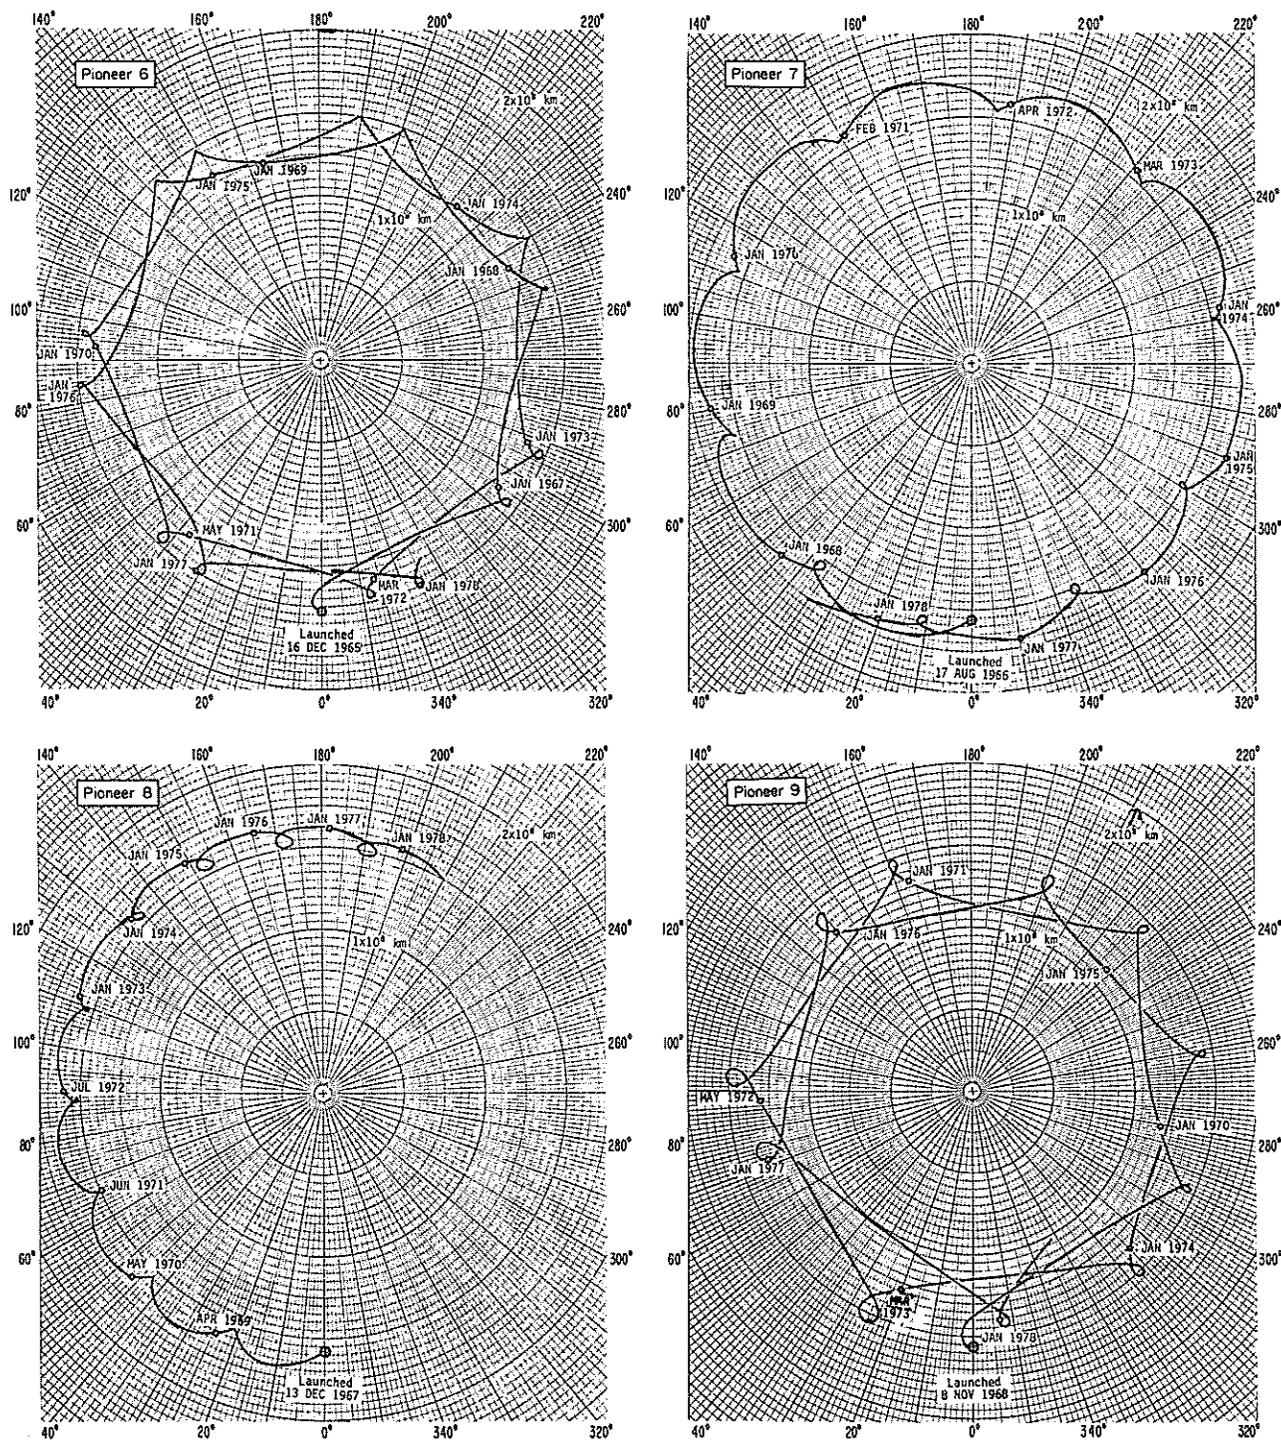 140° 160° 180° 200° 220°
Pioneer 6
2x10⁸ km
JAN 1969
JAN 1975
120°
JAN 1974
240°
1x10⁸ km
JAN 1968
100°
260°
JAN 1970
JAN
1976
80°
280°
JAN 1973
JAN 1967
60°
MAY 1971
300°
JAN 1977
MAR
1972
JAN 1978
Launched
16 DEC 1965
40° 20° 0° 340° 320°
140° 160° 180° 200° 220°
Pioneer 7
2x10⁸ km
APR 1972
FEB 1971
MAR 1973
120°
240°
1x10⁸ km
JAN 1970
100°
JAN
1974
260°
JAN 1969
80°
280°
JAN
1975
60°
300°
JAN 1968
JAN 1976
JAN 1978
JAN 1977
Launched
17 AUG 1966
40° 20° 0° 340° 320°
140° 160° 180° 200° 220°
Pioneer 8
JAN 1976
JAN 1977
2x10⁸ km
JAN 1978
JAN 1975
120°
JAN 1974
240°
1x10⁸ km
JAN 1973
100°
260°
JUL 1972
80°
280°
JUN 1971
60°
300°
MAY 1970
APR 1969
Launched
13 DEC 1967
40° 20° 0° 340° 320°
140° 160° 180° 200° 220°
Pioneer 9
2x10⁸ km
JAN 1971
120°
JAN 1976
240°
1x10⁸ km
JAN 1975
100°
260°
MAY 1972
JAN 1970
80°
280°
JAN 1977
JAN 1974
60°
300°
MAR
1973
JAN 1978
Launched
8 NOV 1968
40° 20° 0° 340° 320°